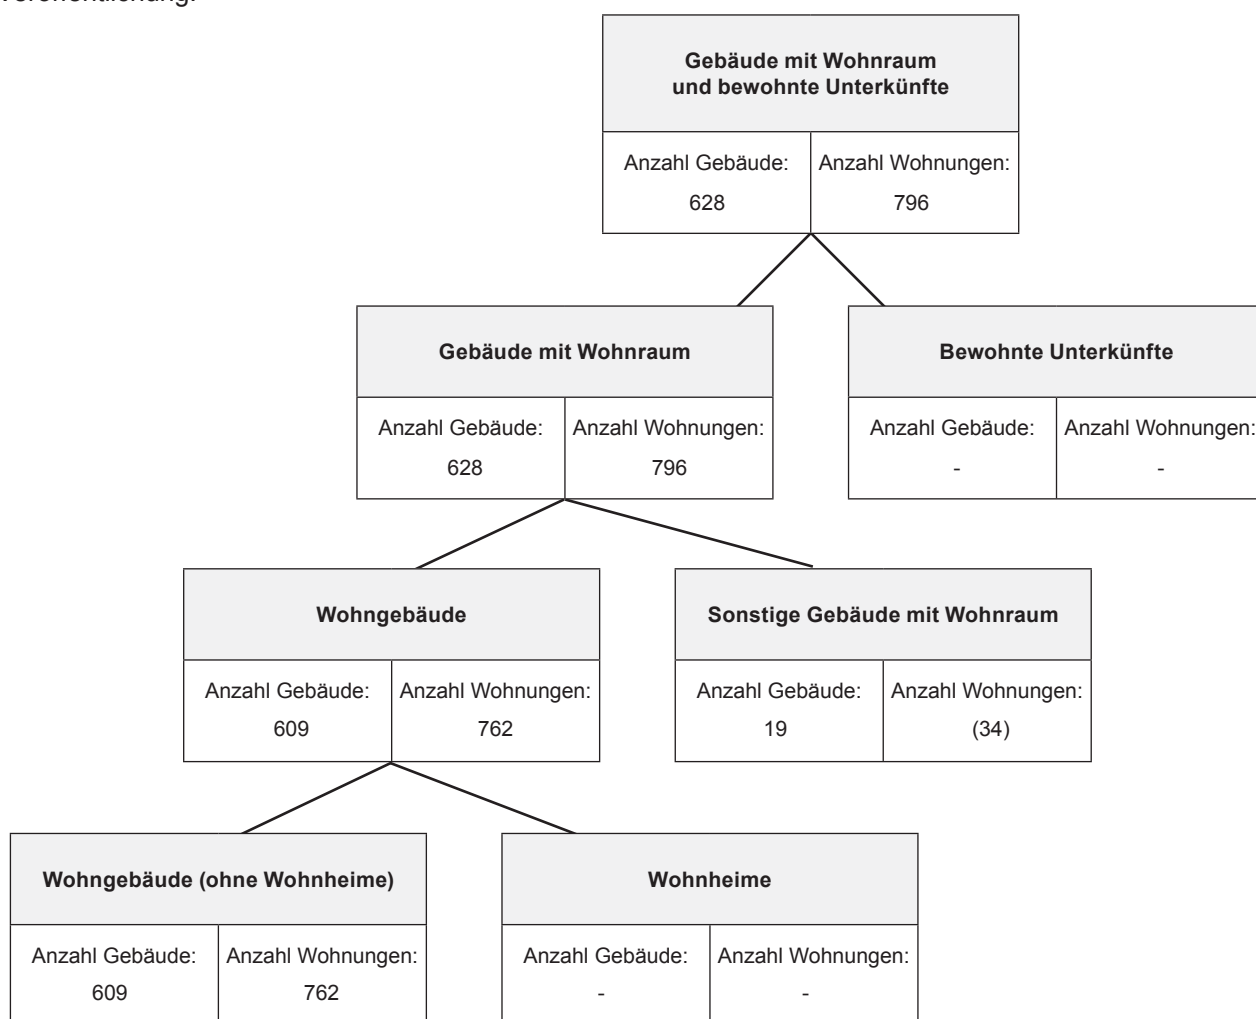 Gebäude mit Wohnraum
und bewohnte Unterkünfte
Anzahl Gebäude: Anzahl Wohnungen:
628 796
Gebäude mit Wohnraum Bewohnte Unterkünfte
Anzahl Gebäude: Anzahl Wohnungen: Anzahl Gebäude: Anzahl Wohnungen:
628 796 - -
Wohngebäude Sonstige Gebäude mit Wohnraum
Anzahl Gebäude: Anzahl Wohnungen: Anzahl Gebäude: Anzahl Wohnungen:
609 762 19 (34)
Wohngebäude (ohne Wohnheime) Wohnheime
Anzahl Gebäude: Anzahl Wohnungen: Anzahl Gebäude: Anzahl Wohnungen:
609 762 - -